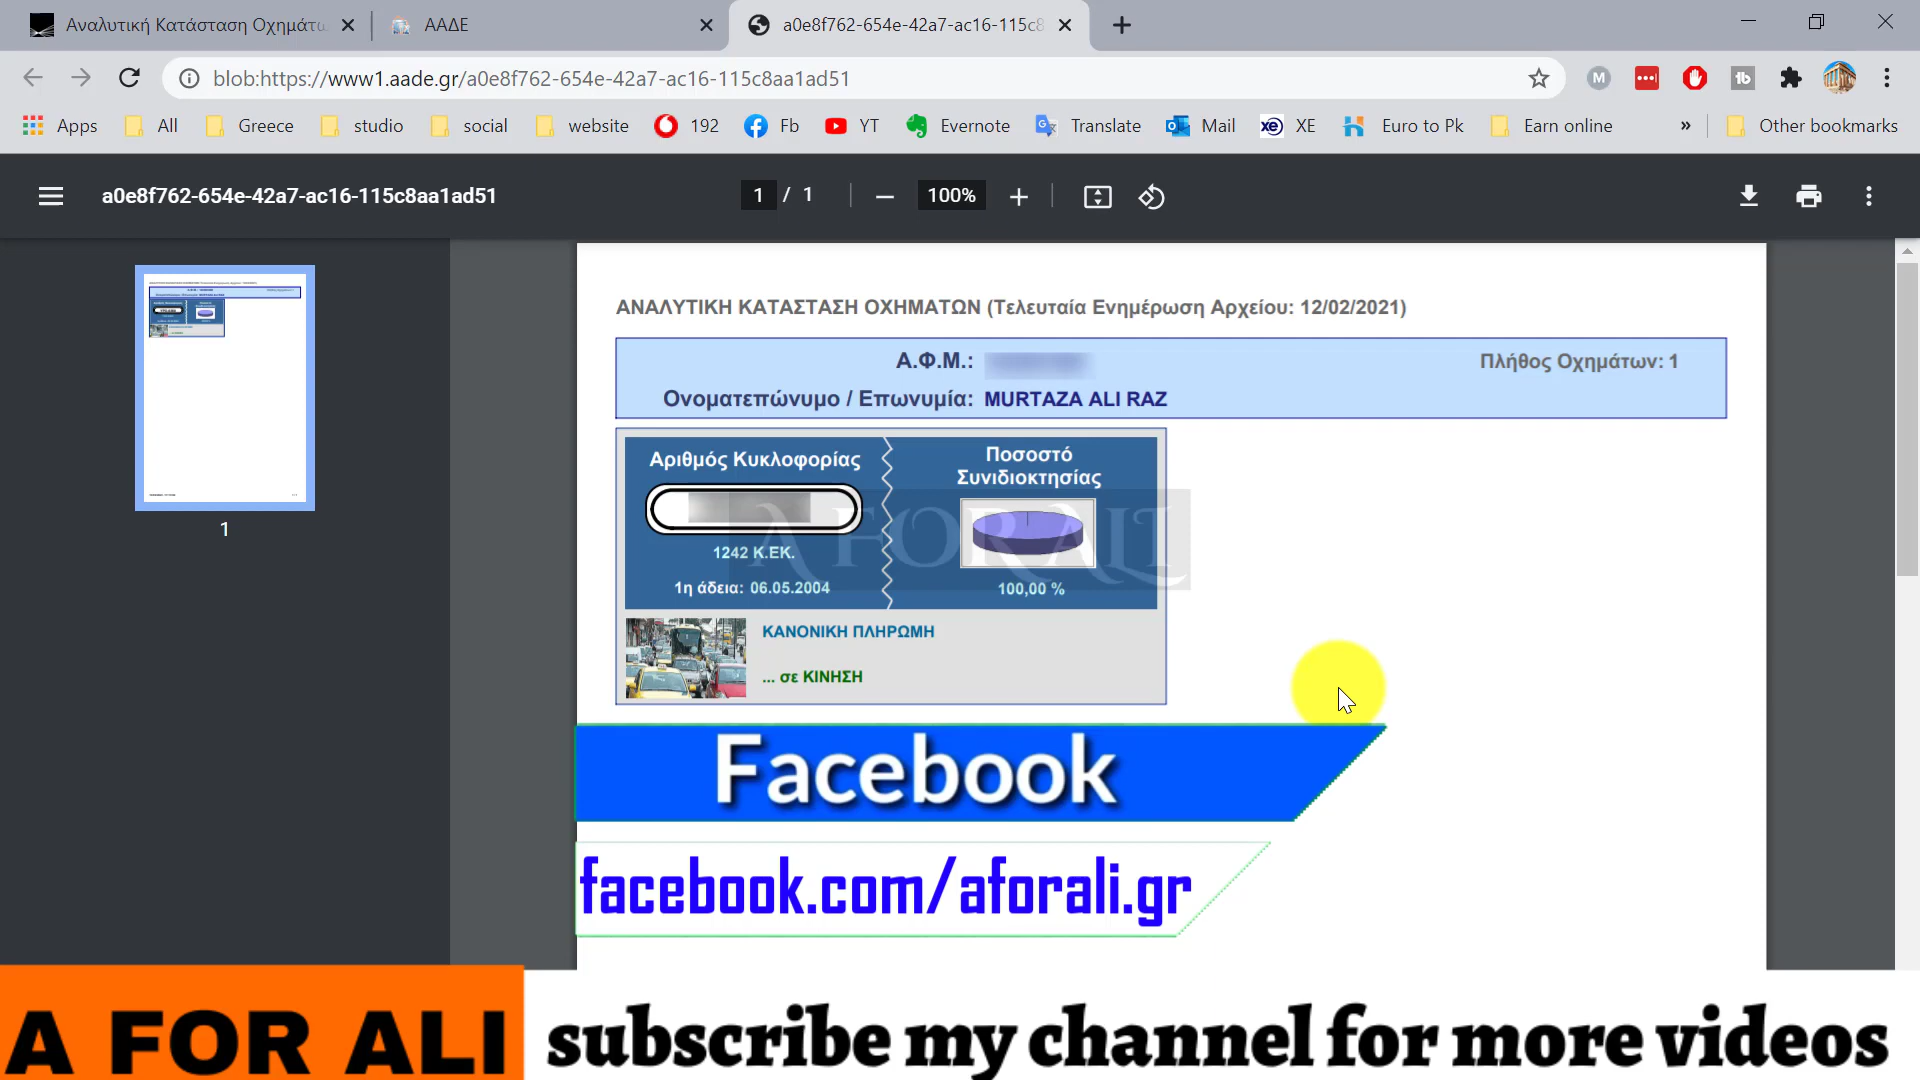 Αναλυτική Κατάσταση Οχημάτω
ΑΑΔΕ
a0e8f762-654e-42a7-ac16-115c8
blob:https://www1.aade.gr/a0e8f762-654e-42a7-ac16-115c8aa1ad51
Apps
All
Greece
studio
social
website
192
Fb
YT
Evernote
Translate
Mail
XE
Euro to Pk
Earn online
»
Other bookmarks
a0e8f762-654e-42a7-ac16-115c8aa1ad51
1 / 1
100%
1
ΑΝΑΛΥΤΙΚΗ ΚΑΤΑΣΤΑΣΗ ΟΧΗΜΑΤΩΝ (Τελευταία Ενημέρωση Αρχείου: 12/02/2021)
Α.Φ.Μ.:
Πλήθος Οχημάτων: 1
Ονοματεπώνυμο / Επωνυμία: MURTAZA ALI RAZ
Αριθμός Κυκλοφορίας
Ποσοστό
Συνιδιοκτησίας
A FOR ALI
1242 Κ.ΕΚ.
1η άδεια: 06.05.2004
100,00 %
ΚΑΝΟΝΙΚΗ ΠΛΗΡΩΜΗ
... σε ΚΙΝΗΣΗ
Facebook
facebook.com/aforali.gr
A FOR ALI
subscribe my channel for more videos